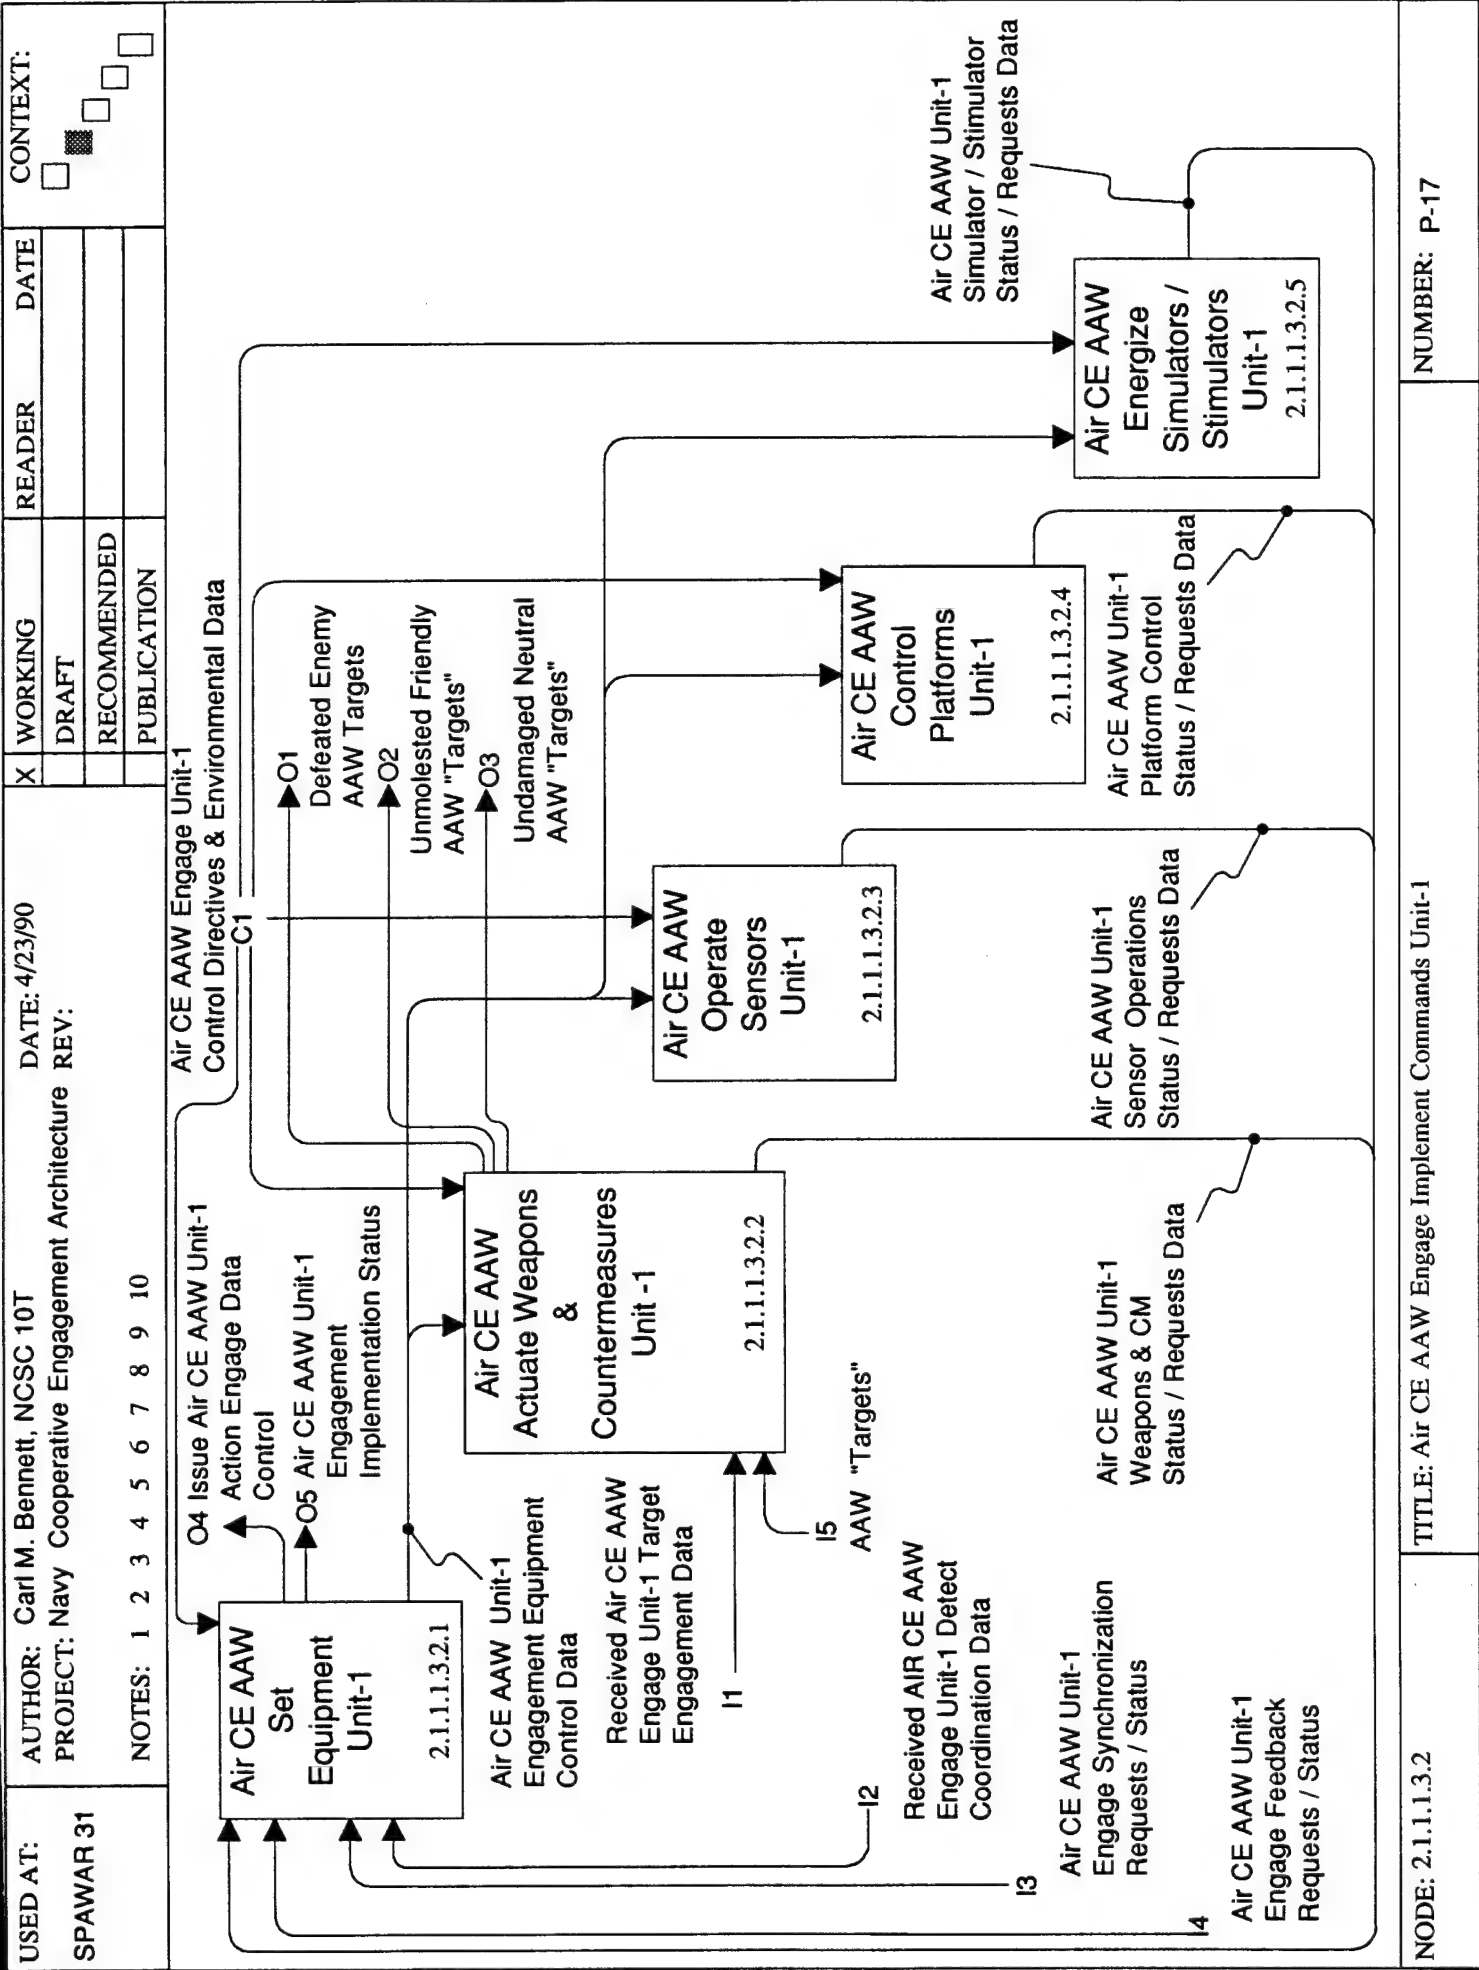 USED AT:
SPAWAR 31
AUTHOR: Carl M. Bennett, NCSC 10T
DATE: 4/23/90
PROJECT: Navy Cooperative Engagement Architecture
REV:
NOTES: 1 2 3 4 5 6 7 8 9 10
X WORKING
DRAFT
RECOMMENDED
PUBLICATION
READER DATE
CONTEXT:
Air CE AAW Engage Unit-1
Control Directives & Environmental Data
C1
O4 Issue Air CE AAW Unit-1
Action Engage Data
Control
O5 Air CE AAW Unit-1
Engagement
Implementation Status
O1
Defeated Enemy
AAW Targets
O2
Unmolested Friendly
AAW "Targets"
O3
Undamaged Neutral
AAW "Targets"
Air CE AAW
Set
Equipment
Unit-1
2.1.1.1.3.2.1
Air CE AAW Unit-1
Engagement Equipment
Control Data
Air CE AAW
Actuate Weapons
&
Countermeasures
Unit -1
2.1.1.1.3.2.2
Received Air CE AAW
Engage Unit-1 Target
Engagement Data
I1
I5
AAW "Targets"
Air CE AAW
Operate
Sensors
Unit-1
2.1.1.1.3.2.3
Air CE AAW
Control
Platforms
Unit-1
2.1.1.1.3.2.4
Air CE AAW
Energize
Simulators /
Stimulators
Unit-1
2.1.1.1.3.2.5
Air CE AAW Unit-1
Simulator / Stimulator
Status / Requests Data
I2
Received AIR CE AAW
Engage Unit-1 Detect
Coordination Data
I3
Air CE AAW Unit-1
Engage Synchronization
Requests / Status
I4
Air CE AAW Unit-1
Engage Feedback
Requests / Status
Air CE AAW Unit-1
Weapons & CM
Status / Requests Data
Air CE AAW Unit-1
Sensor Operations
Status / Requests Data
Air CE AAW Unit-1
Platform Control
Status / Requests Data
NODE: 2.1.1.1.3.2
TITLE: Air CE AAW Engage Implement Commands Unit-1
NUMBER: P-17